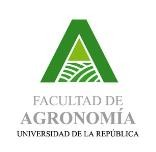 FACULTAD DE
AGRONOMÍA
UNIVERSIDAD DE LA REPÚBLICA